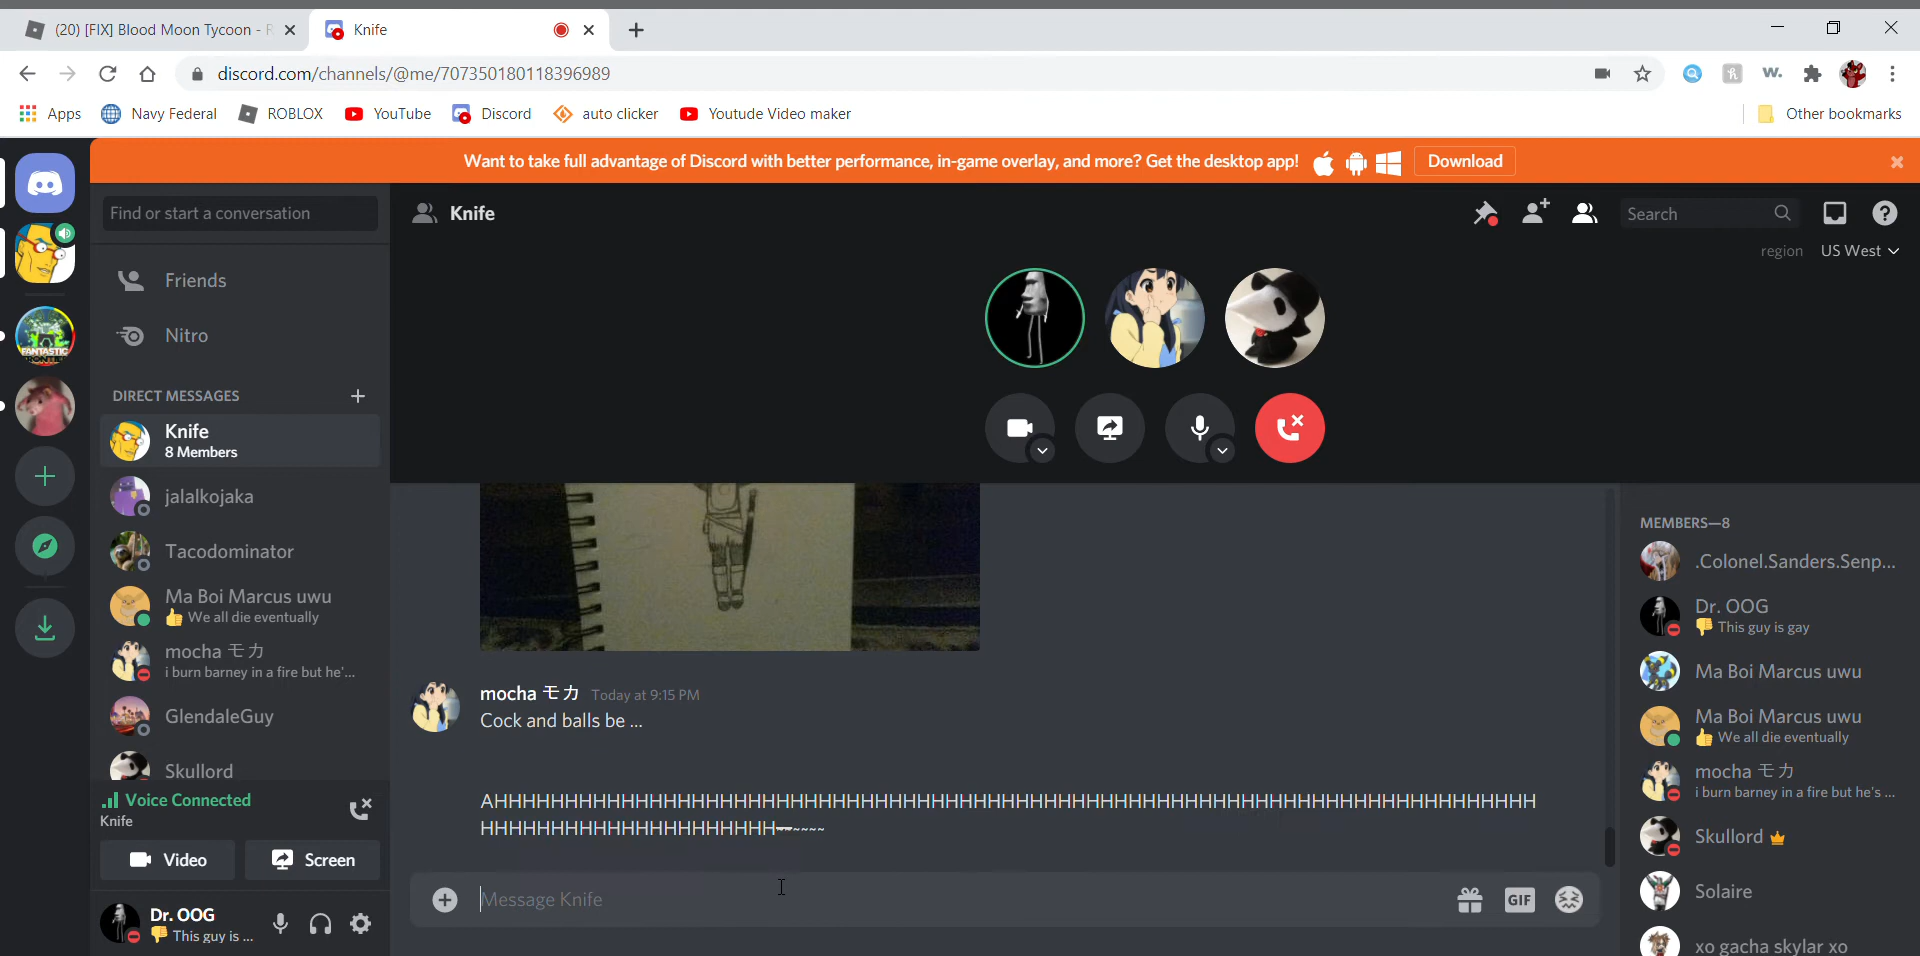 (20) [FIX] Blood Moon Tycoon - R
Knife
discord.com/channels/@me/707350180118396989
Apps
Navy Federal
ROBLOX
YouTube
Discord
auto clicker
Youtude Video maker
Other bookmarks
Want to take full advantage of Discord with better performance, in-game overlay, and more? Get the desktop app!
Download
Find or start a conversation
Knife
Search
region US West
Friends
Nitro
FANTASTIC
DIRECT MESSAGES
Knife
8 Members
jalalkojaka
Tacodominator
Ma Boi Marcus uwu
👍 We all die eventually
mocha モカ
i burn barney in a fire but he'...
GlendaleGuy
Skullord
Voice Connected
Knife
Video
Screen
Dr. OOG
👎 This guy is ...
mocha モカ Today at 9:15 PM
Cock and balls be ...
AHHHHHHHHHHHHHHHHHHHHHHHHHHHHHHHHHHHHHHHHHHHHHHHHHHHHHHHHHHHHHHHHHHHHHHHHHH
HHHHHHHHHHHHHHHHHHHHH~~~~~
Message Knife
GIF
MEMBERS—8
.Colonel.Sanders.Senp...
Dr. OOG
👎 This guy is gay
Ma Boi Marcus uwu
Ma Boi Marcus uwu
👍 We all die eventually
mocha モカ
i burn barney in a fire but he's ...
Skullord
Solaire
xo gacha skylar xo